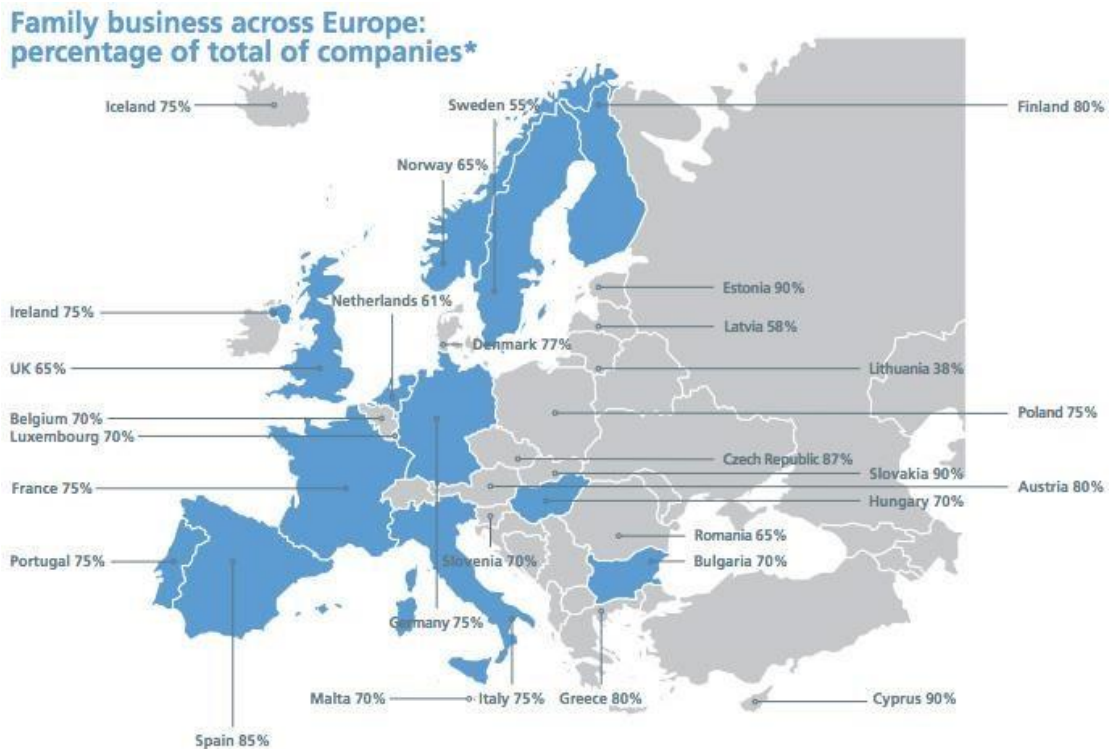 Family business across Europe:
percentage of total of companies*
Iceland 75%
Sweden 55%
Finland 80%
Norway 65%
Estonia 90%
Netherlands 61%
Ireland 75%
Latvia 58%
Denmark 77%
UK 65%
Lithuania 38%
Belgium 70%
Poland 75%
Luxembourg 70%
Czech Republic 87%
Slovakia 90%
France 75%
Austria 80%
Hungary 70%
Romania 65%
Portugal 75%
Slovenia 70%
Bulgaria 70%
Germany 75%
Malta 70%
Italy 75%
Greece 80%
Cyprus 90%
Spain 85%